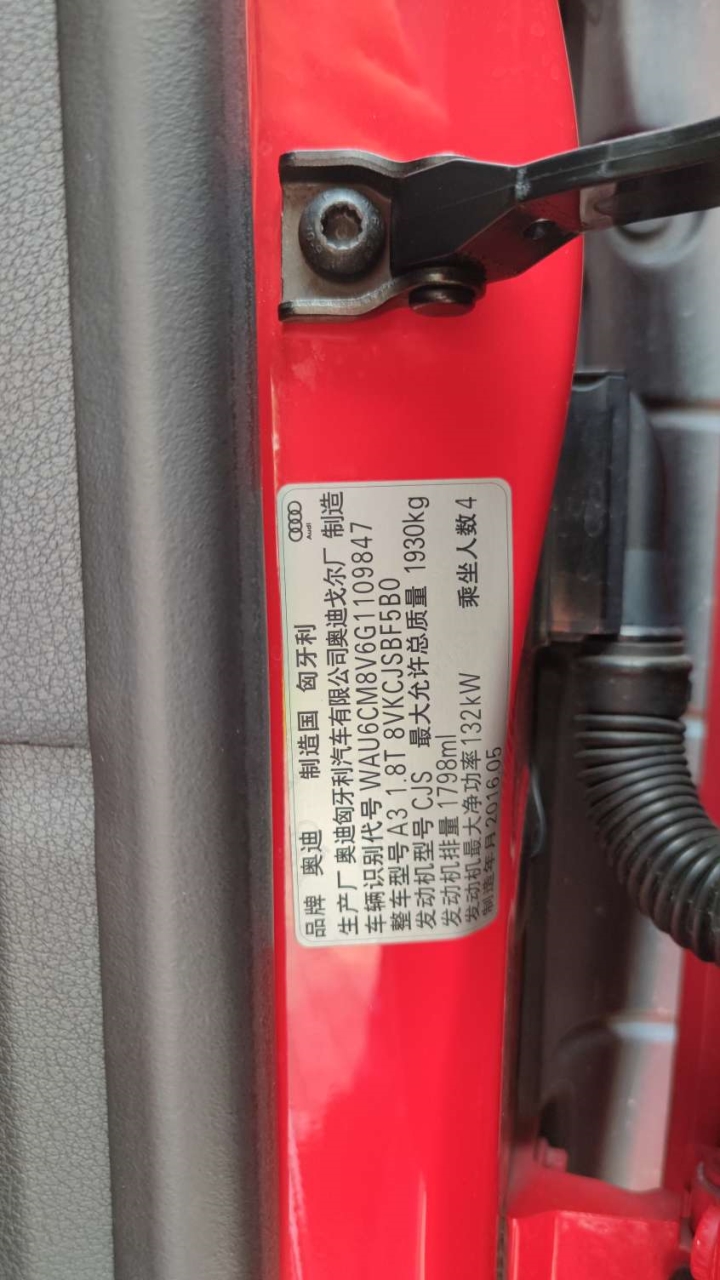 Audi
品牌 奥迪 制造国 匈牙利
生产厂 奥迪匈牙利汽车有限公司奥迪戈尔厂 制造
车辆识别代号 WAU6CM8V6G1109847
整车型号 A3 1.8T 8VKCJSBF5B0
发动机型号 CJS 最大允许总质量 1930kg
发动机排量 1798ml
发动机最大净功率 132kW 乘坐人数 4
制造年月 2016.05